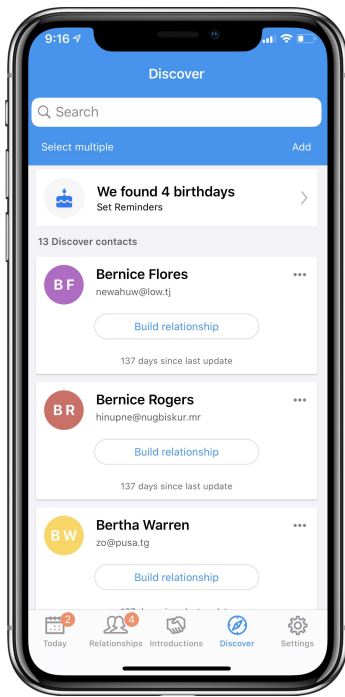 9:16
Discover
Search
Select multiple Add
We found 4 birthdays
Set Reminders
13 Discover contacts
BF
Bernice Flores
newahuw@low.tj
Build relationship
137 days since last update
BR
Bernice Rogers
hinupne@nugbiskur.mr
Build relationship
137 days since last update
BW
Bertha Warren
zo@pusa.tg
Build relationship
2 4
Today Relationships Introductions Discover Settings